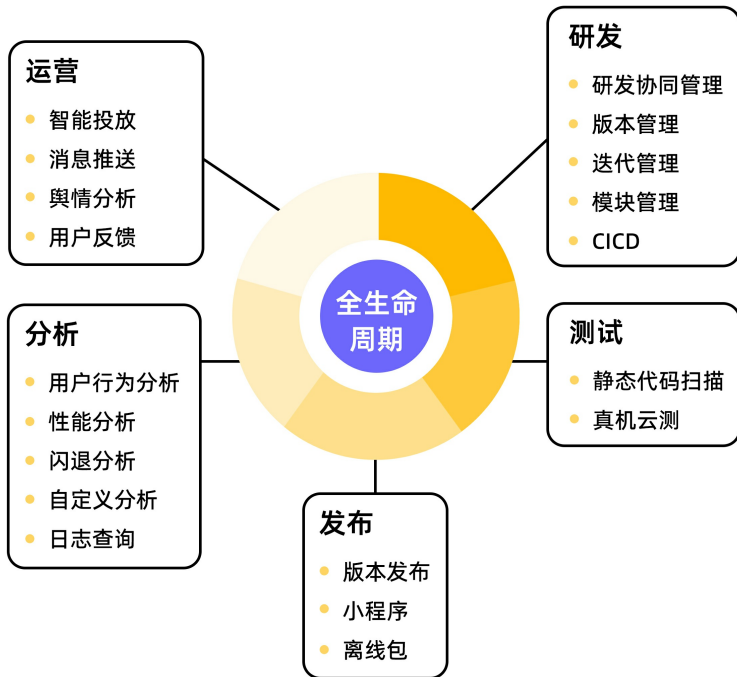 运营
智能投放
消息推送
舆情分析
用户反馈
研发
研发协同管理
版本管理
迭代管理
模块管理
CICD
全生命
周期
分析
用户行为分析
性能分析
闪退分析
自定义分析
日志查询
测试
静态代码扫描
真机云测
发布
版本发布
小程序
离线包